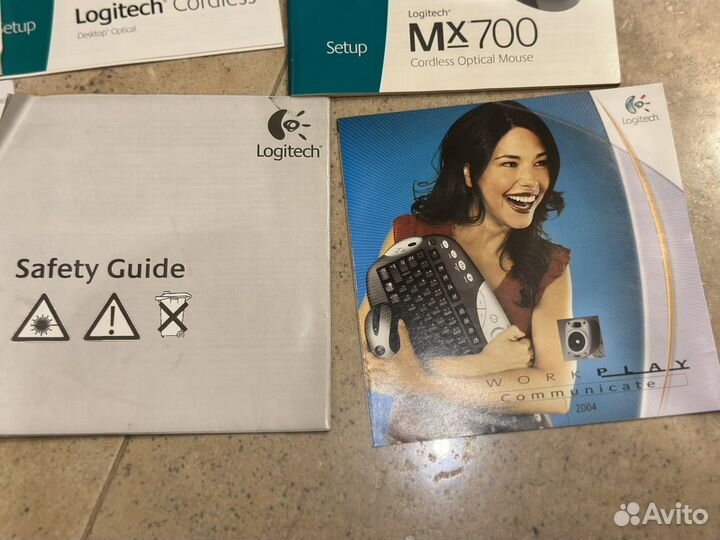 Setup
Logitech® Cordless
Desktop® Optical
Setup
Logitech®
MX700
Cordless Optical Mouse
Logitech®
Safety Guide
Logitech®
WORK PLAY
Communicate
2004
Avito